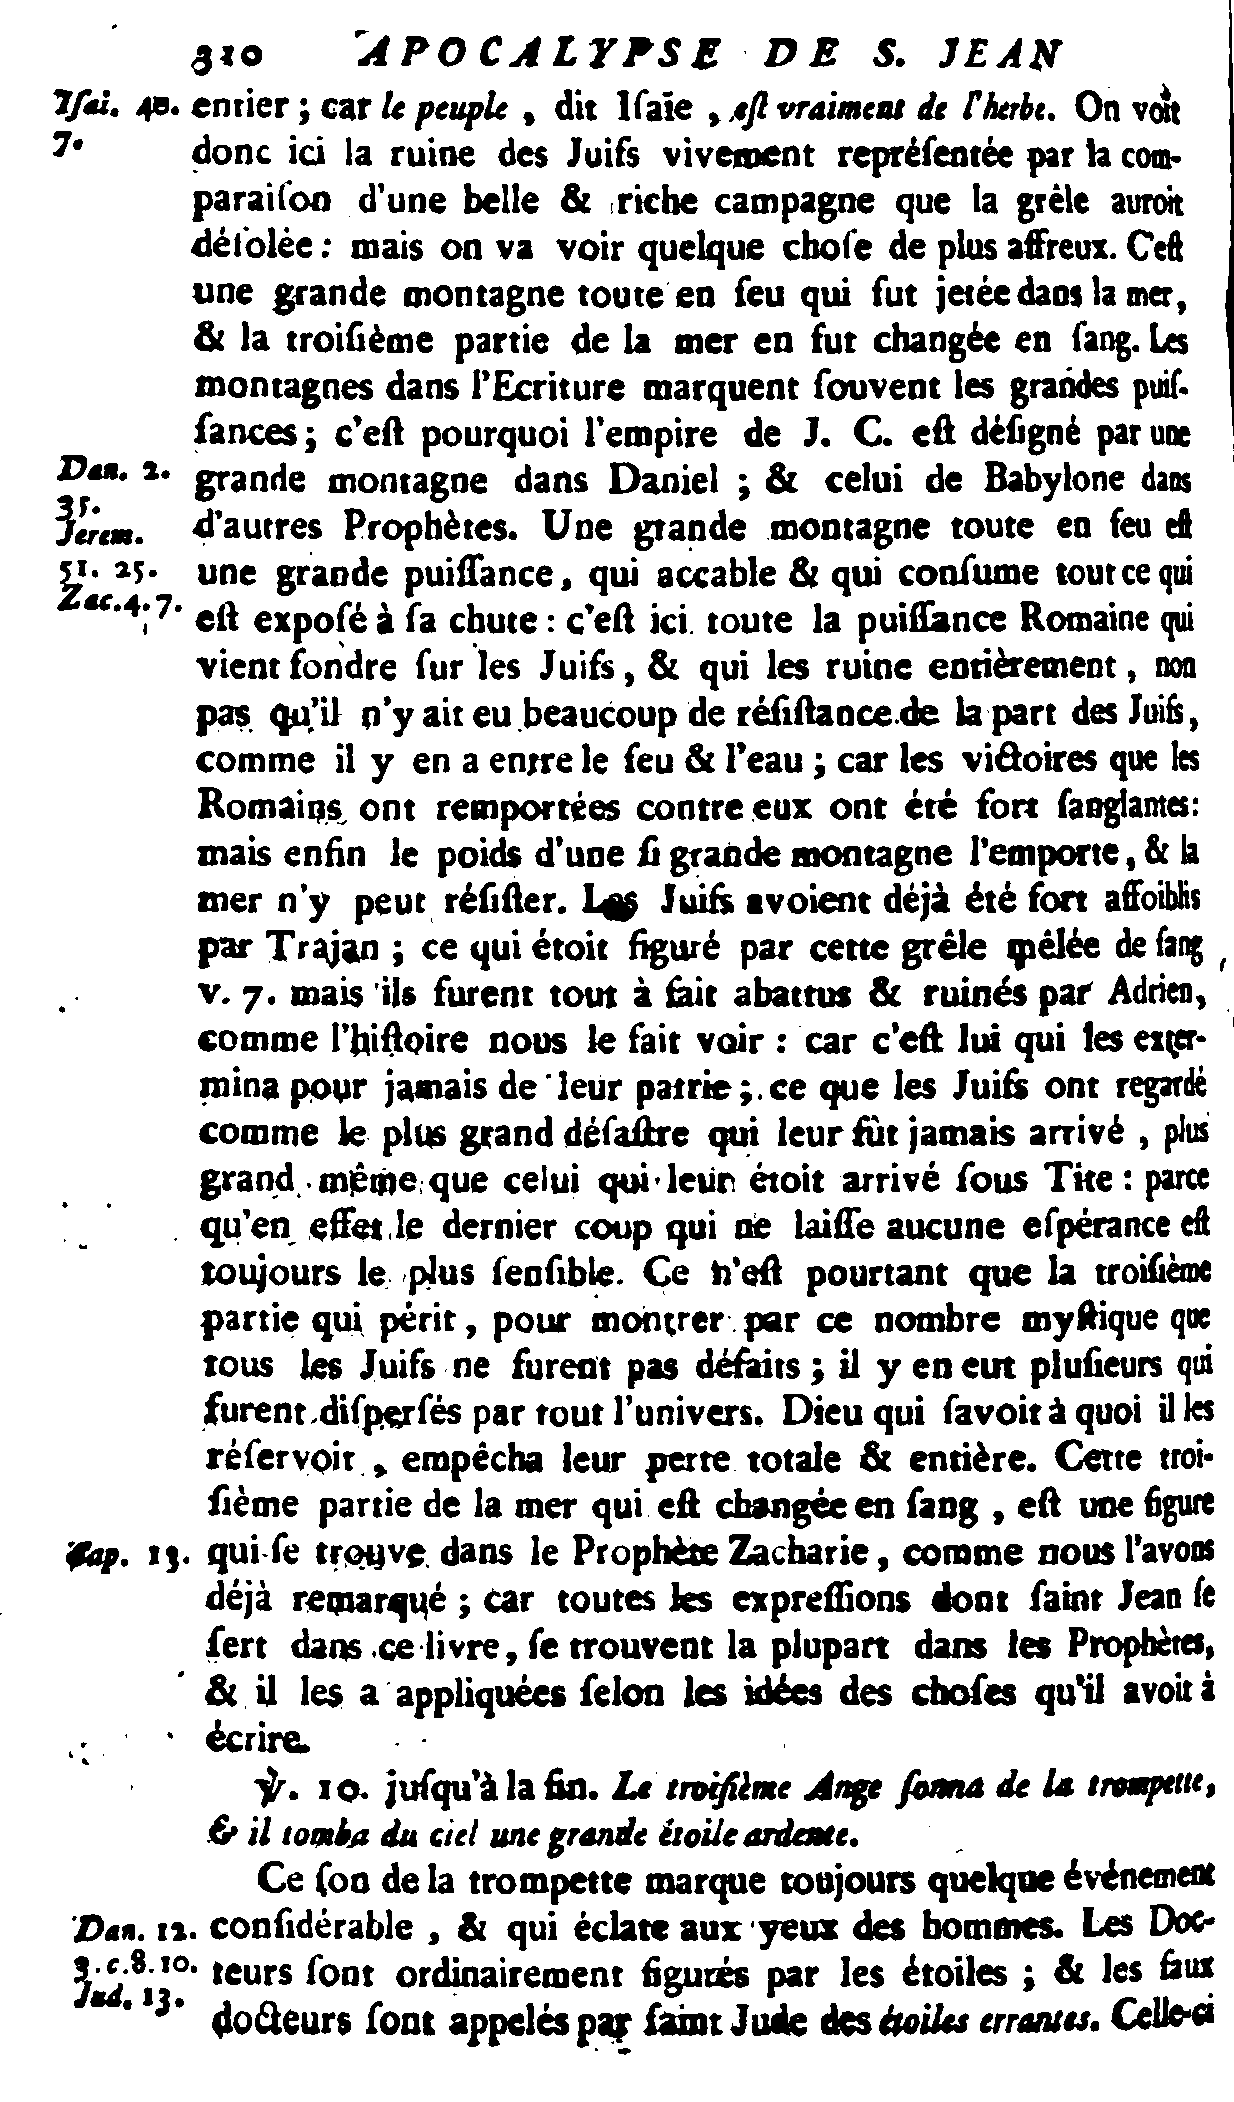 310 APOCALYPSE DE S. JEAN
Iſai. 40. entier ; car le peuple , dit Iſaïe , eſt vraiment de l'herbe. On voit
7. donc ici la ruine des Juifs vivement repréſentée par la com-
paraiſon d'une belle & riche campagne que la grêle auroit
déſolée : mais on va voir quelque choſe de plus affreux. C'eſt
une grande montagne toute en feu qui fut jetée dans la mer,
& la troiſième partie de la mer en fut changée en ſang. Les
montagnes dans l'Ecriture marquent ſouvent les grandes puiſ-
ſances ; c'eſt pourquoi l'empire de J. C. eſt déſigné par une
Dan. 2. grande montagne dans Daniel ; & celui de Babylone dans
35.
Jerem. d'autres Prophètes. Une grande montagne toute en feu eſt
51. 25. une grande puiſſance, qui accable & qui conſume tout ce qui
Zac. 4. 7. eſt expoſé à ſa chute : c'eſt ici toute la puiſſance Romaine qui
vient fondre ſur les Juifs, & qui les ruine entièrement, non
pas qu'il n'y ait eu beaucoup de réſiſtance de la part des Juifs,
comme il y en a entre le feu & l'eau ; car les victoires que les
Romains ont remportées contre eux ont été fort ſanglantes :
mais enfin le poids d'une ſi grande montagne l'emporte, & la
mer n'y peut réſiſter. Les Juifs avoient déjà été fort affoiblis
par Trajan ; ce qui étoit figuré par cette grêle mêlée de ſang
v. 7. mais ils furent tout à fait abattus & ruinés par Adrien,
comme l'hiſtoire nous le fait voir : car c'eſt lui qui les exter-
mina pour jamais de leur patrie ; ce que les Juifs ont regardé
comme le plus grand déſaſtre qui leur fût jamais arrivé , plus
grand même que celui qui leur étoit arrivé ſous Tite : parce
qu'en effet le dernier coup qui ne laiſſe aucune eſpérance eſt
toujours le plus ſenſible. Ce n'eſt pourtant que la troiſième
partie qui périt, pour montrer par ce nombre myſtique que
tous les Juifs ne furent pas défaits ; il y en eut pluſieurs qui
furent diſperſés par tout l'univers. Dieu qui ſavoit à quoi il les
réſervoit , empêcha leur perte totale & entière. Cette troi-
ſième partie de la mer qui eſt changée en ſang , eſt une figure
Cap. 13. qui ſe trouve dans le Prophète Zacharie, comme nous l'avons
déjà remarqué ; car toutes les expreſſions dont ſaint Jean ſe
ſert dans ce livre, ſe trouvent la plupart dans les Prophètes,
& il les a appliquées ſelon les idées des choſes qu'il avoit à
écrire.
℣. 10. juſqu'à la fin. Le troiſième Ange ſonna de la trompette,
& il tomba du ciel une grande étoile ardente.
Ce ſon de la trompette marque toujours quelque événement
Dan. 12. conſidérable , & qui éclate aux yeux des hommes. Les Doc-
3. c. 8. 10. teurs ſont ordinairement figurés par les étoiles ; & les faux
Jud. 13. docteurs ſont appelés par ſaint Jude des étoiles errantes. Celle-ci